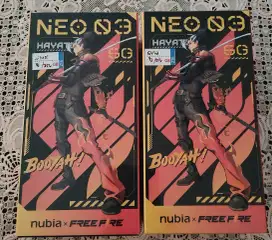 NEO 03
HAYATO
5G
BOOYAH!
nubia × FREE FIRE
NEO 03
HAYATO
5G
BOOYAH!
nubia × FREE FIRE